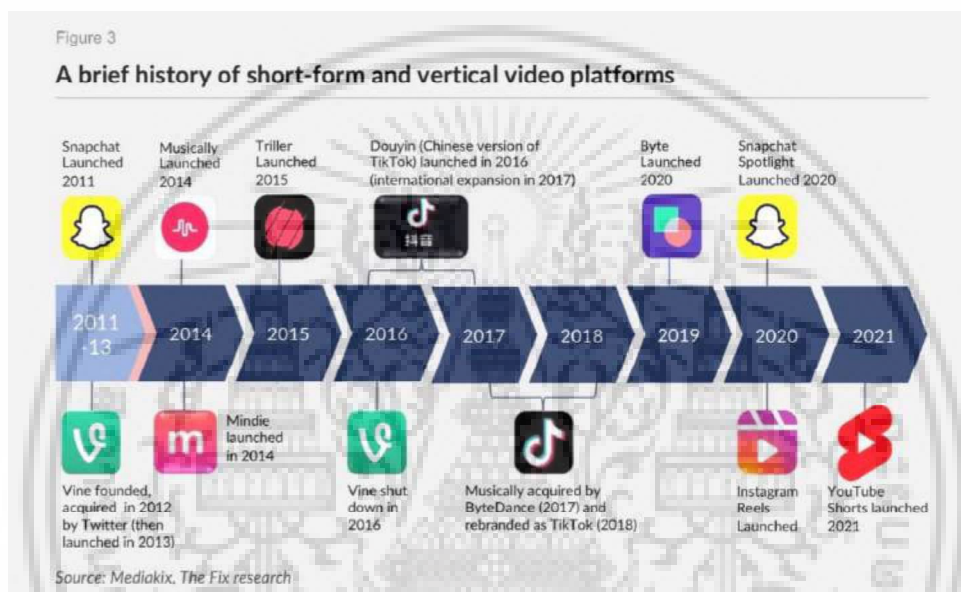 Figure 3
A brief history of short-form and vertical video platforms
Snapchat
Launched
2011
Musically
Launched
2014
Triller
Launched
2015
Douyin (Chinese version of
TikTok) launched in 2016
(international expansion in 2017)
Byte
Launched
2020
Snapchat
Spotlight
Launched 2020
抖音
2011
-13
2014
2015
2016
2017
2018
2019
2020
2021
m
Mindie
launched
in 2014
Vine founded,
acquired in 2012
by Twitter (then
launched in 2013)
Vine shut
down in
2016
Musically acquired by
ByteDance (2017) and
rebranded as TikTok (2018)
Instagram
Reels
Launched
YouTube
Shorts launched
2021
Source: Mediakix, The Fix research